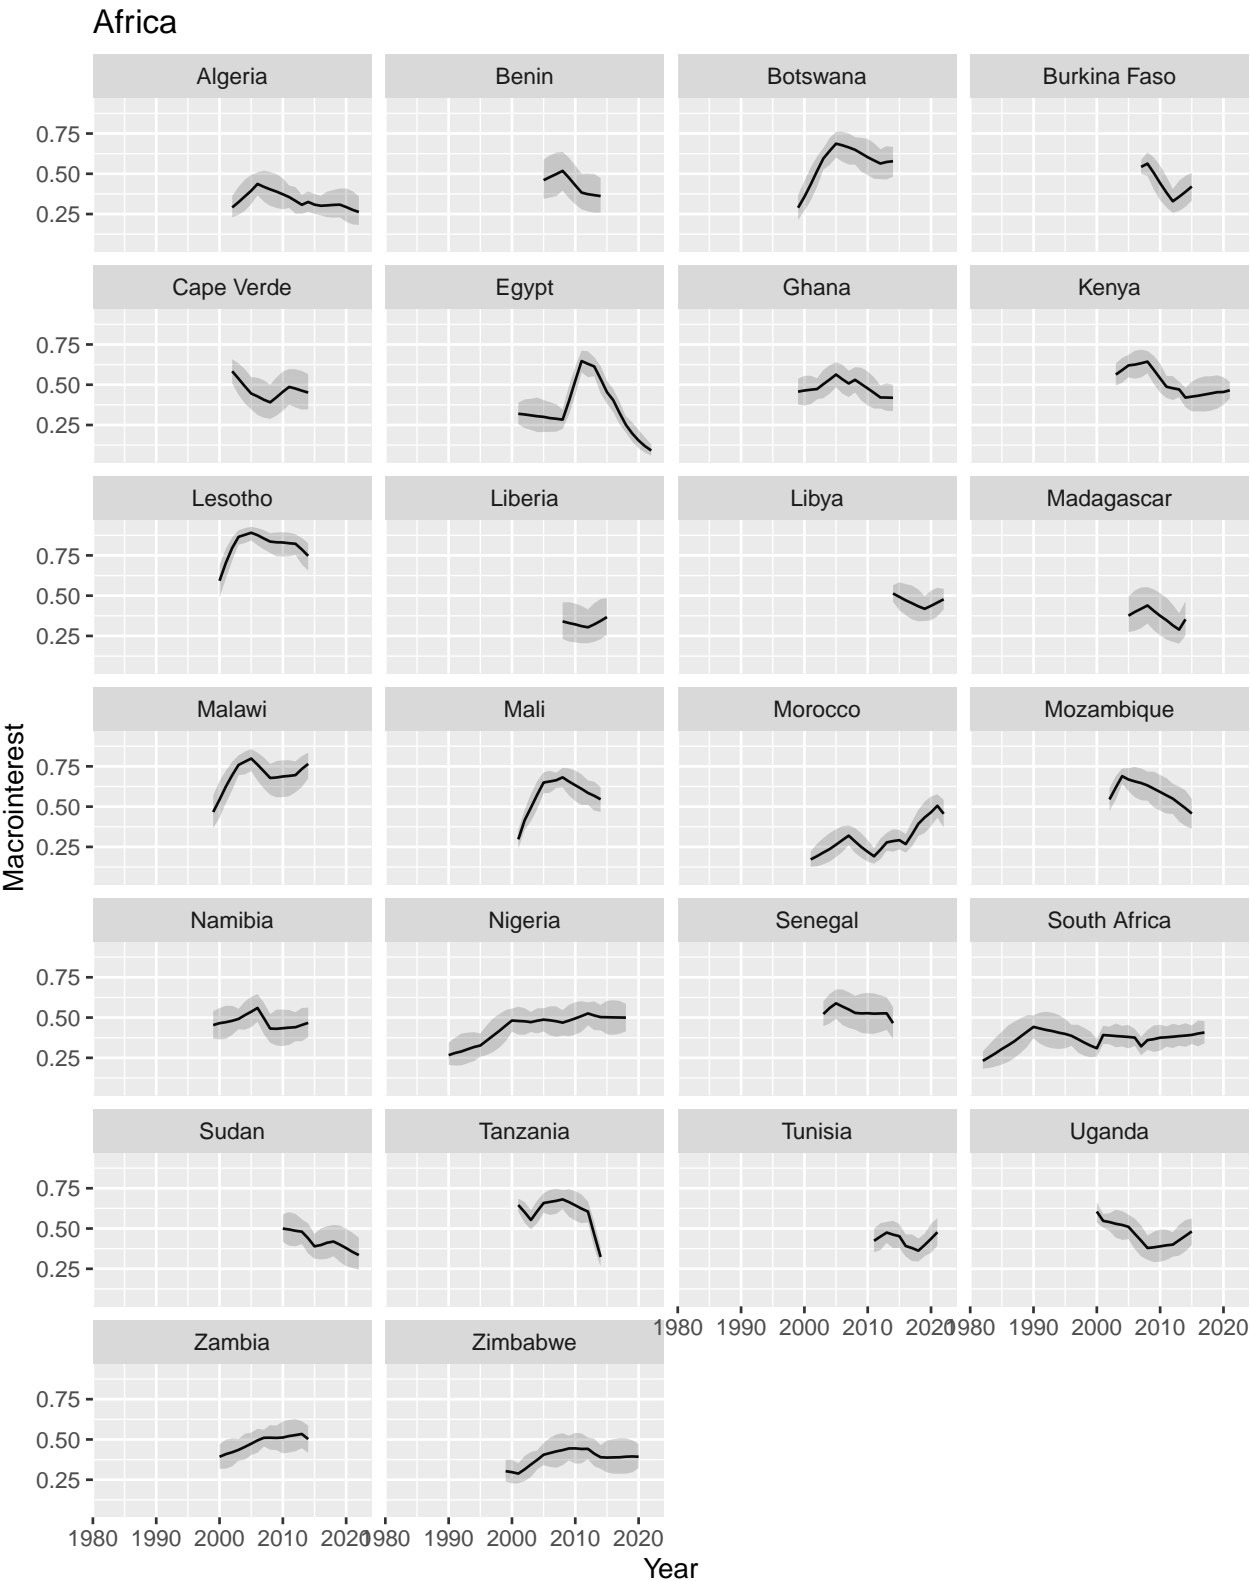 Africa
Algeria Benin Botswana Burkina Faso
0.75
0.50
0.25
Cape Verde Egypt Ghana Kenya
0.75
0.50
0.25
Lesotho Liberia Libya Madagascar
0.75
0.50
0.25
Malawi Mali Morocco Mozambique
0.75
0.50
0.25
Macrointerest
Namibia Nigeria Senegal South Africa
0.75
0.50
0.25
Sudan Tanzania Tunisia Uganda
0.75
0.50
0.25
1980 1990 2000 2010 2020 1980 1990 2000 2010 2020
Zambia Zimbabwe
0.75
0.50
0.25
1980 1990 2000 2010 2020 1980 1990 2000 2010 2020
Year